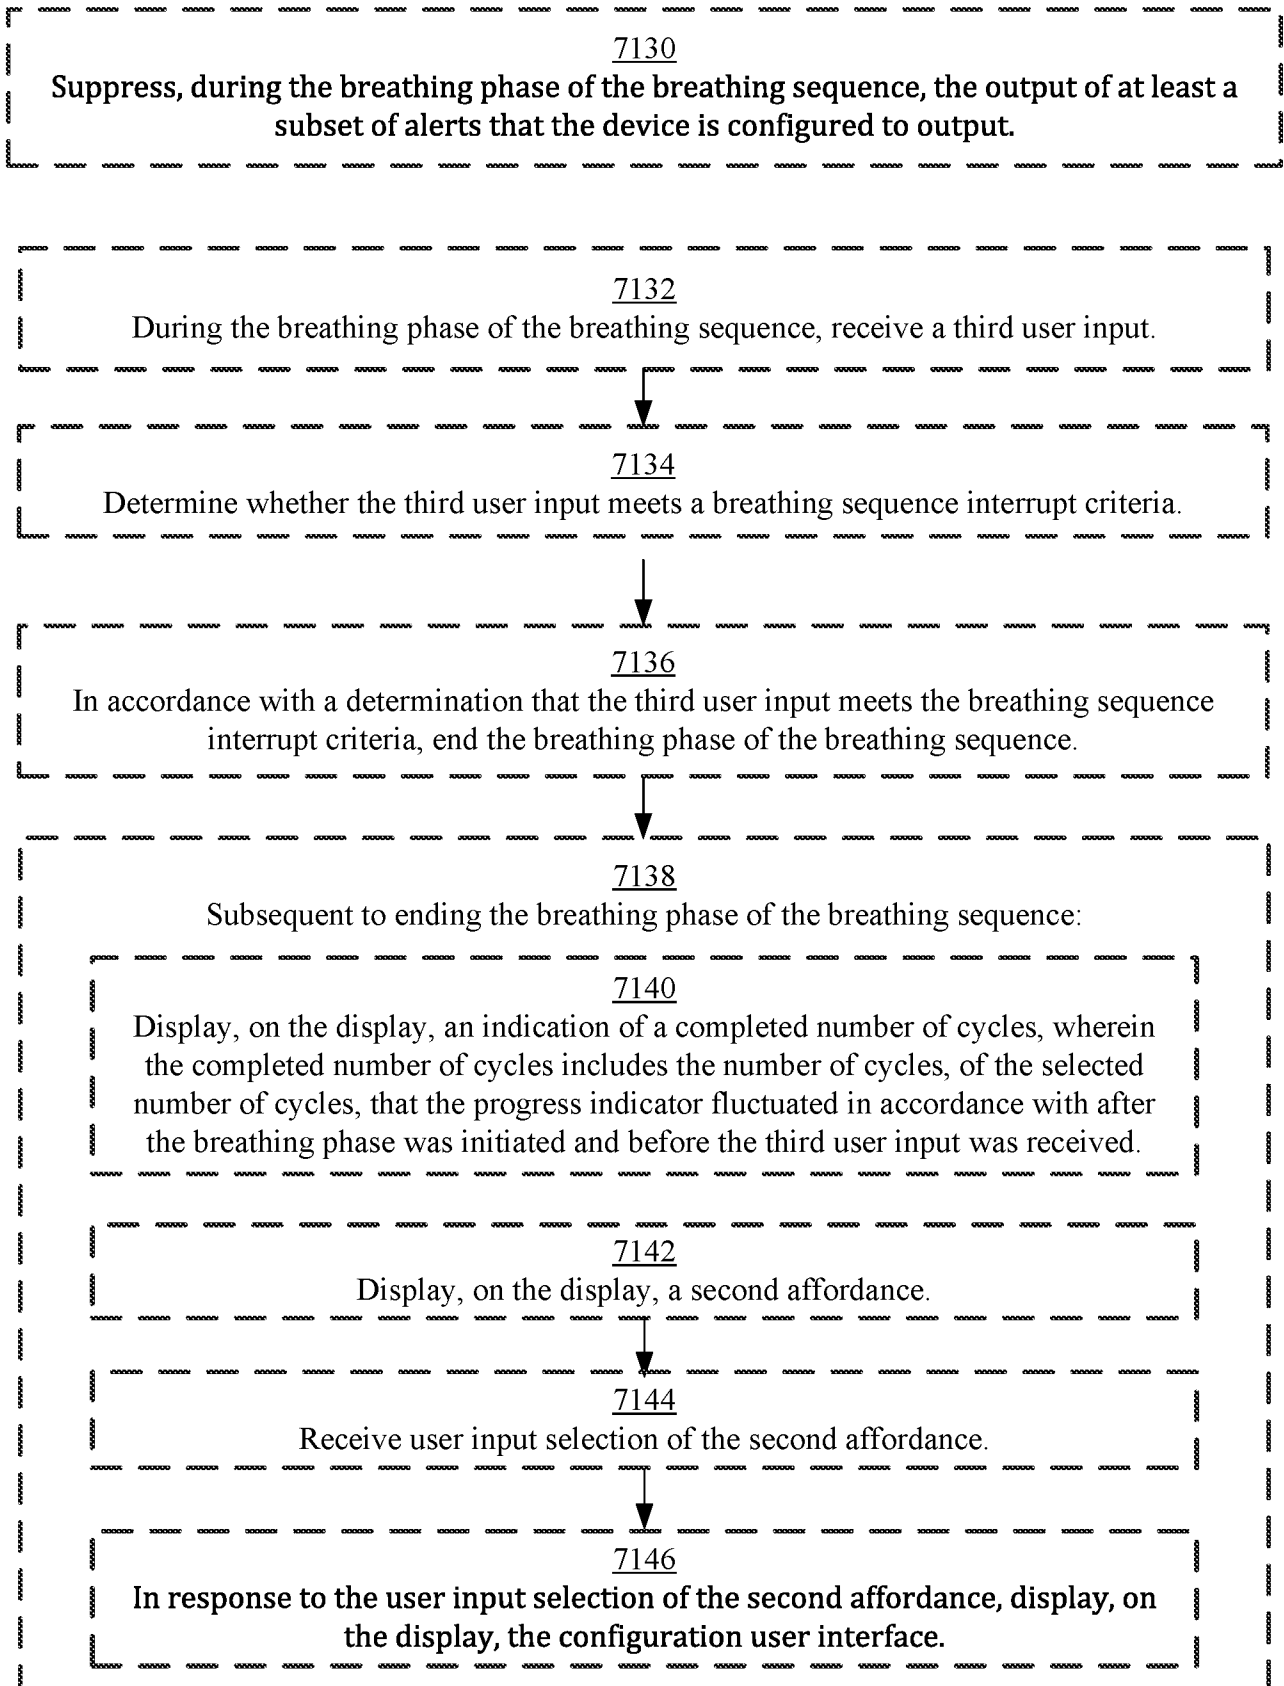 7130
Suppress, during the breathing phase of the breathing sequence, the output of at least a
subset of alerts that the device is configured to output.
7132
During the breathing phase of the breathing sequence, receive a third user input.
7134
Determine whether the third user input meets a breathing sequence interrupt criteria.
7136
In accordance with a determination that the third user input meets the breathing sequence
interrupt criteria, end the breathing phase of the breathing sequence.
7138
Subsequent to ending the breathing phase of the breathing sequence:
7140
Display, on the display, an indication of a completed number of cycles, wherein
the completed number of cycles includes the number of cycles, of the selected
number of cycles, that the progress indicator fluctuated in accordance with after
the breathing phase was initiated and before the third user input was received.
7142
Display, on the display, a second affordance.
7144
Receive user input selection of the second affordance.
7146
In response to the user input selection of the second affordance, display, on
the display, the configuration user interface.